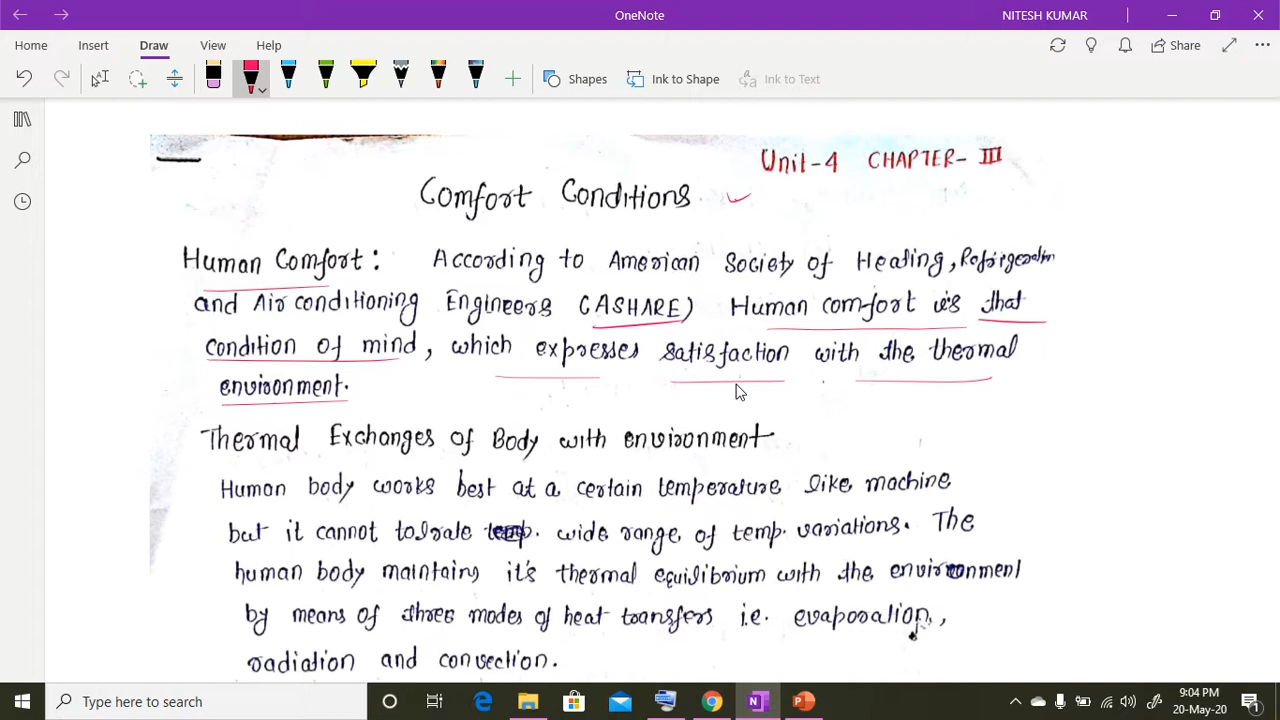 OneNote
NITESH KUMAR
Home Insert Draw View Help
Share
Shapes
Ink to Shape
Ink to Text
Unit-4 CHAPTER- III
Comfort Conditions
Human Comfort: According to American Society of Heating, Refrigeration
and Air conditioning Engineers (ASHARE) Human comfort is that
condition of mind, which expresses satisfaction with the thermal
environment.
Thermal Exchanges of Body with environment
Human body works best at a certain temperature like machine
but it cannot tolrate wide range of temp. variations. The
human body maintains it's thermal equilibrium with the environment
by means of three modes of heat transfers i.e. evaporation,
radiation and convection.
Type here to search
9:04 PM
20-May-20